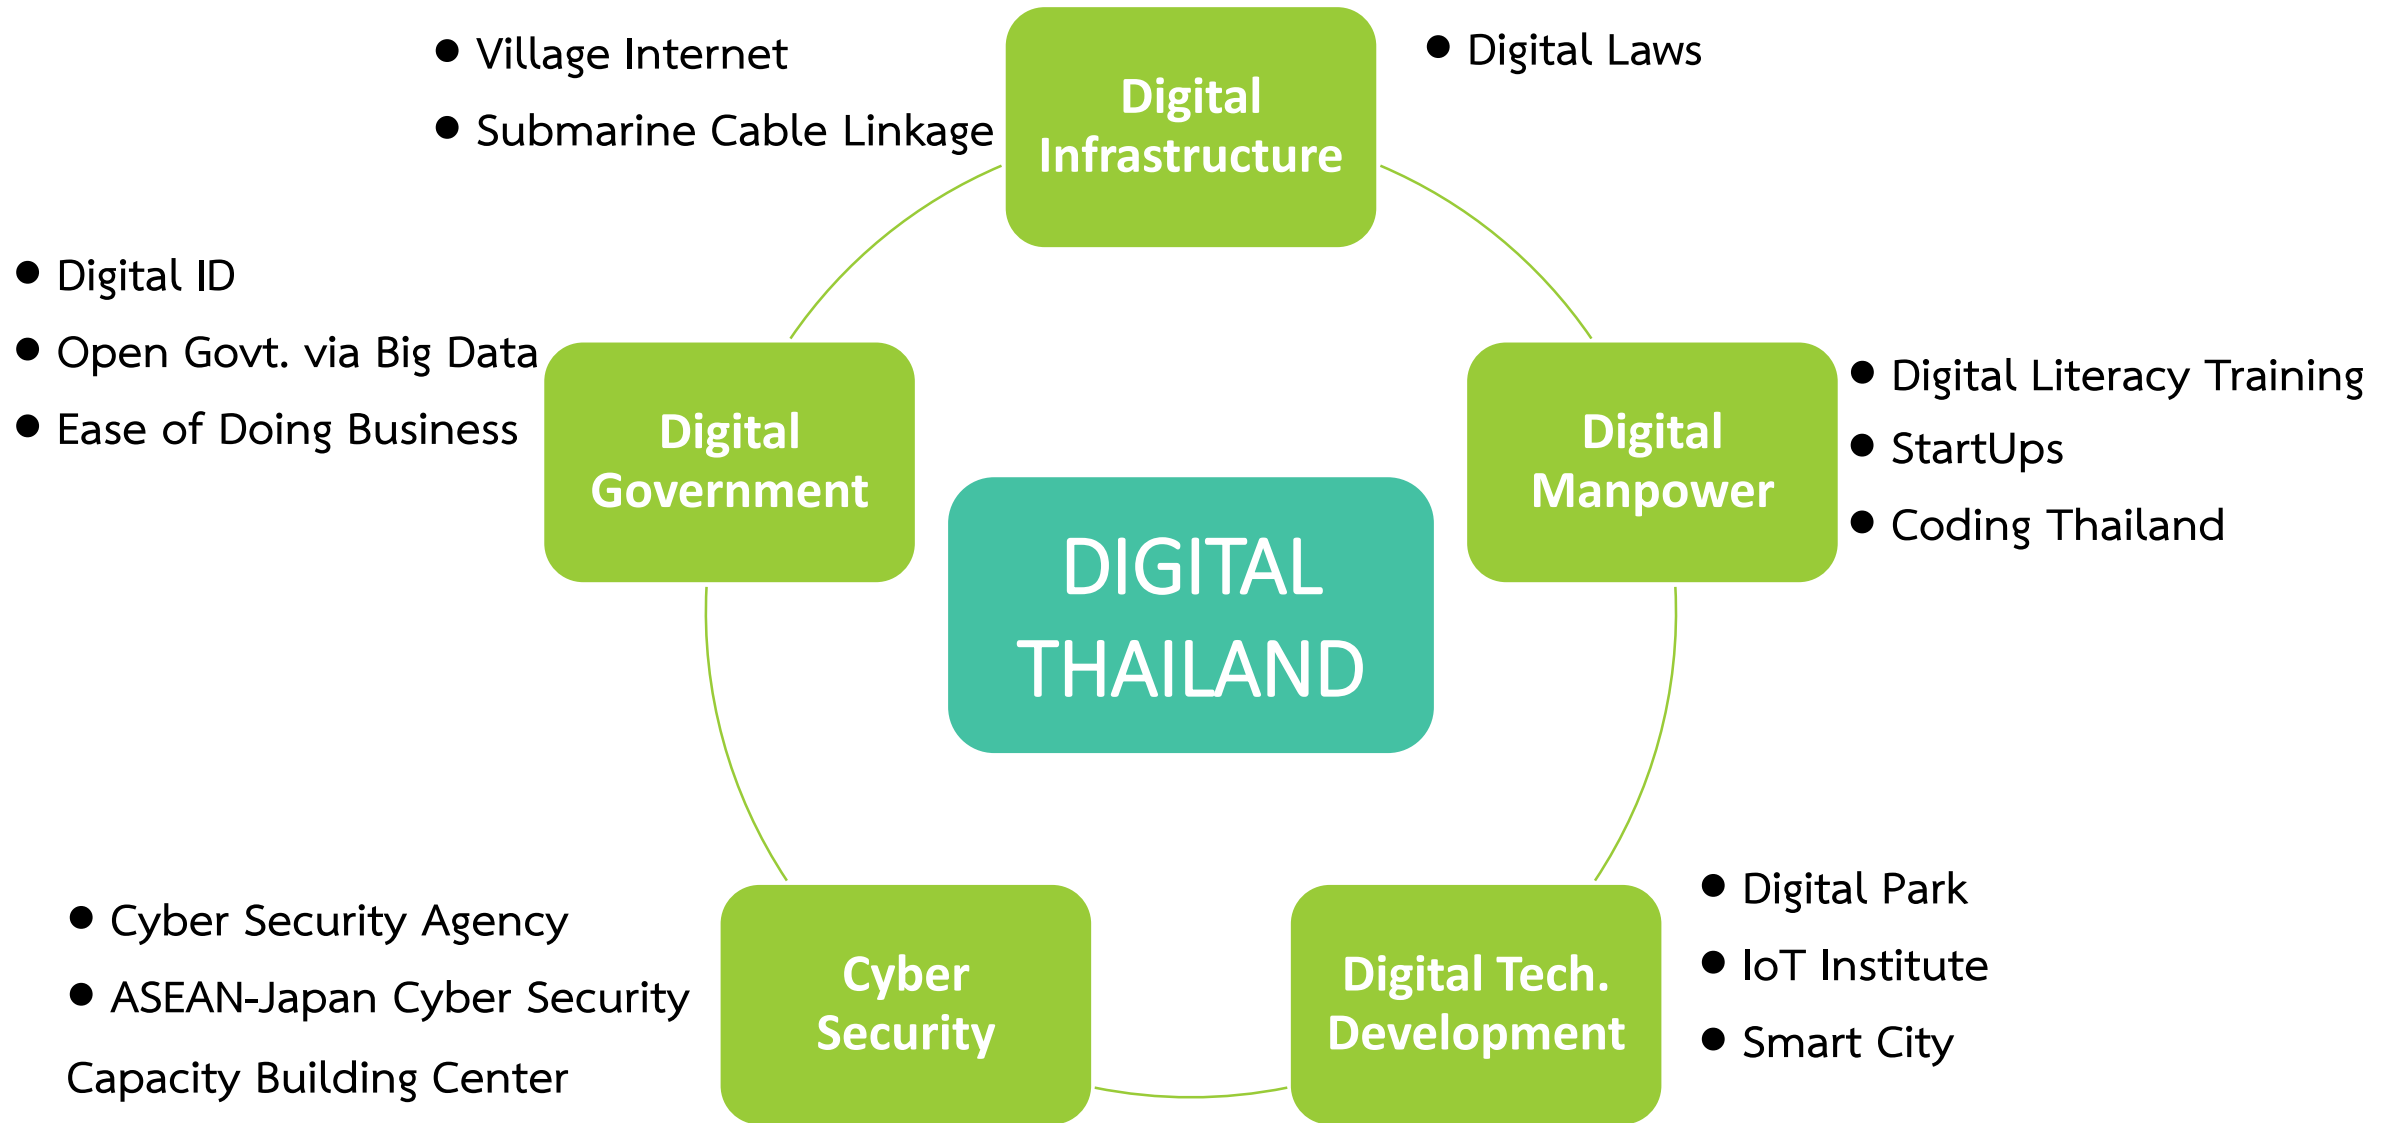 ● Village Internet
● Submarine Cable Linkage
Digital
Infrastructure
● Digital Laws
● Digital ID
● Open Govt. via Big Data
● Ease of Doing Business
Digital
Government
Digital
Manpower
● Digital Literacy Training
● StartUps
● Coding Thailand
DIGITAL
THAILAND
● Cyber Security Agency
● ASEAN-Japan Cyber Security
Capacity Building Center
Cyber
Security
Digital Tech.
Development
● Digital Park
● IoT Institute
● Smart City